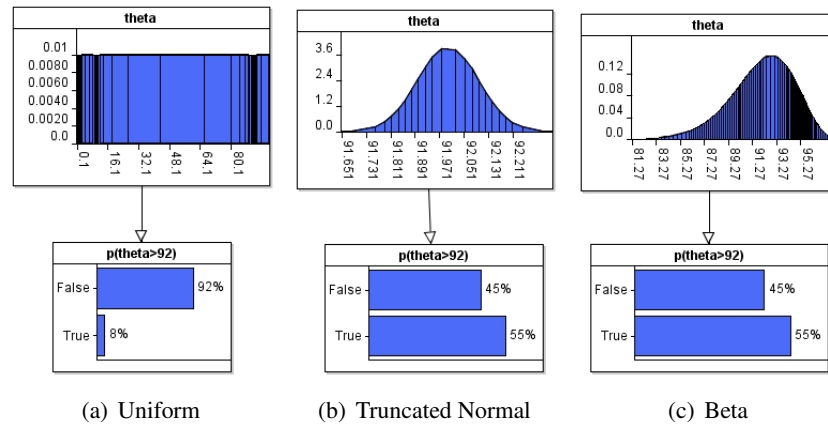 theta
0.01
0.0080
0.0060
0.0040
0.0020
0.0
0.1
16.1
32.1
48.1
64.1
80.1
p(theta>92)
False
92%
True
8%
(a) Uniform
theta
3.6
2.4
1.2
0.0
91.651
91.731
91.811
91.891
91.971
92.051
92.131
92.211
p(theta>92)
False
45%
True
55%
(b) Truncated Normal
theta
0.12
0.08
0.04
0.0
81.27
83.27
85.27
87.27
89.27
91.27
93.27
95.27
p(theta>92)
False
45%
True
55%
(c) Beta